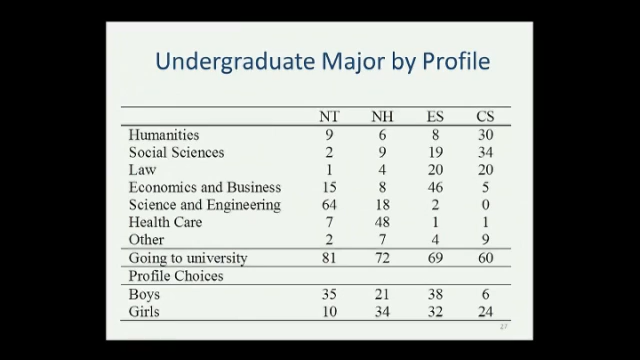 Undergraduate Major by Profile
NT NH ES CS
Humanities 9 6 8 30
Social Sciences 2 9 19 34
Law 1 4 20 20
Economics and Business 15 8 46 5
Science and Engineering 64 18 2 0
Health Care 7 48 1 1
Other 2 7 4 9
Going to university 81 72 69 60
Profile Choices
Boys 35 21 38 6
Girls 10 34 32 24
27